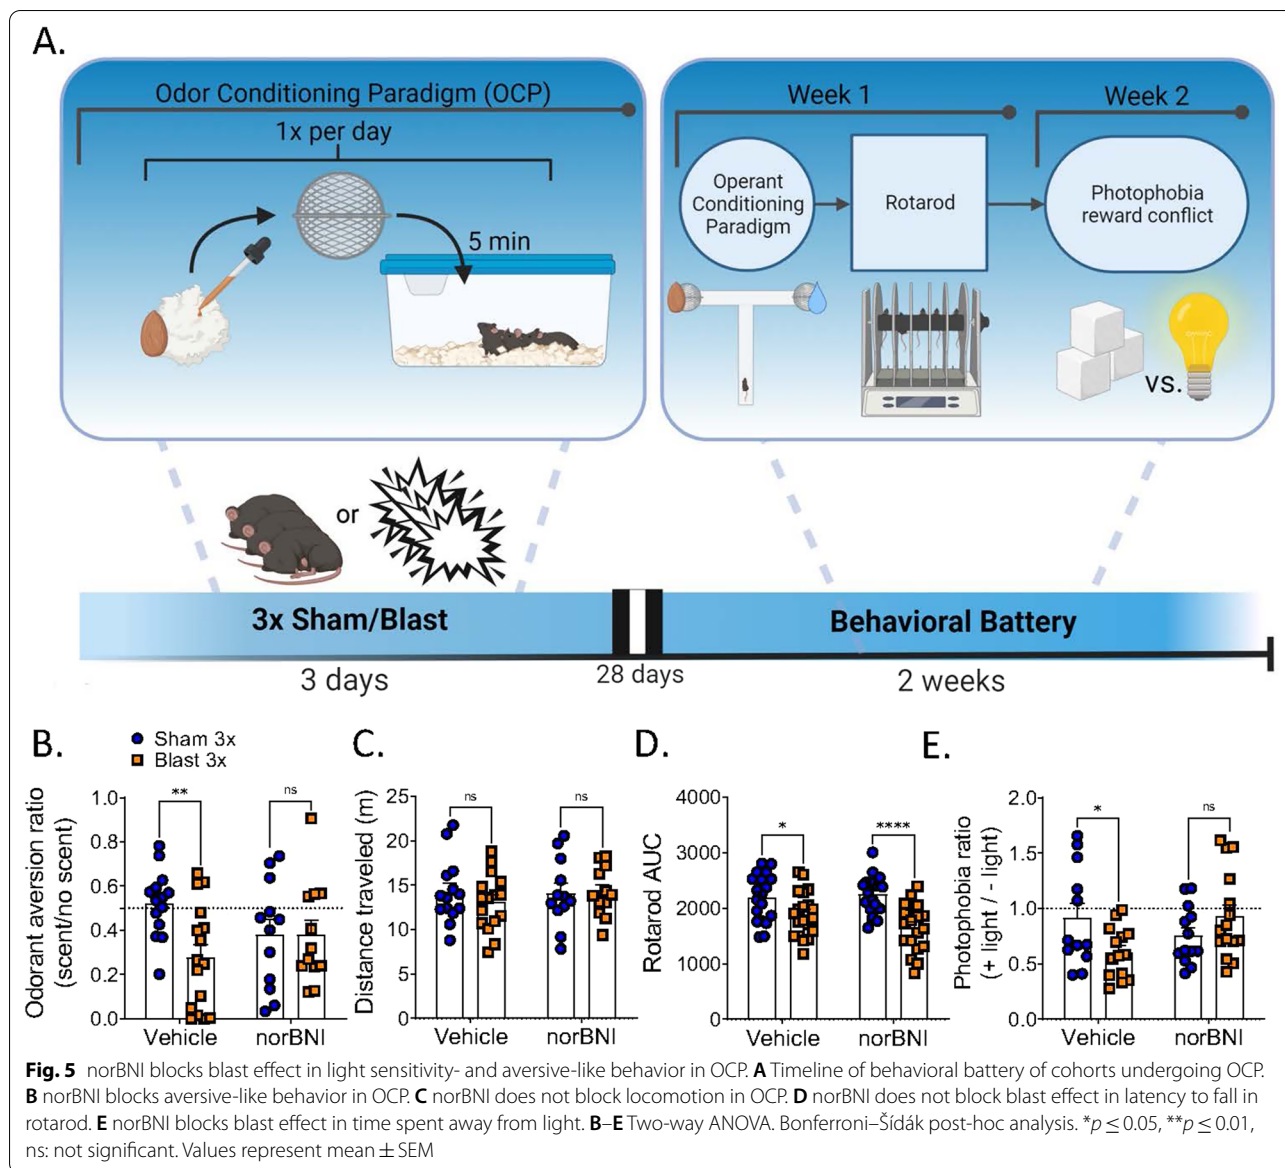 A.
Odor Conditioning Paradigm (OCP)
1x per day
5 min
Week 1
Week 2
Operant
Conditioning
Paradigm
Rotarod
Photophobia
reward conflict
vs.
or
3x Sham/Blast
Behavioral Battery
3 days
28 days
2 weeks
B.
Sham 3x
Blast 3x
Odorant aversion ratio
(scent/no scent)
1.0
0.8
0.6
0.4
0.2
0.0
**
ns
Vehicle
norBNI
C.
Distance traveled (m)
25
20
15
10
5
0
ns
ns
Vehicle
norBNI
D.
Rotarod AUC
4000
3000
2000
1000
0
*
****
Vehicle
norBNI
E.
Photophobia ratio
(+ light / - light)
2.0
1.5
1.0
0.5
0.0
*
ns
Vehicle
norBNI
Fig. 5 norBNI blocks blast effect in light sensitivity- and aversive-like behavior in OCP. A Timeline of behavioral battery of cohorts undergoing OCP.
B norBNI blocks aversive-like behavior in OCP. C norBNI does not block locomotion in OCP. D norBNI does not block blast effect in latency to fall in
rotarod. E norBNI blocks blast effect in time spent away from light. B–E Two-way ANOVA. Bonferroni–Šídák post-hoc analysis. *p ≤ 0.05, **p ≤ 0.01,
ns: not significant. Values represent mean ± SEM